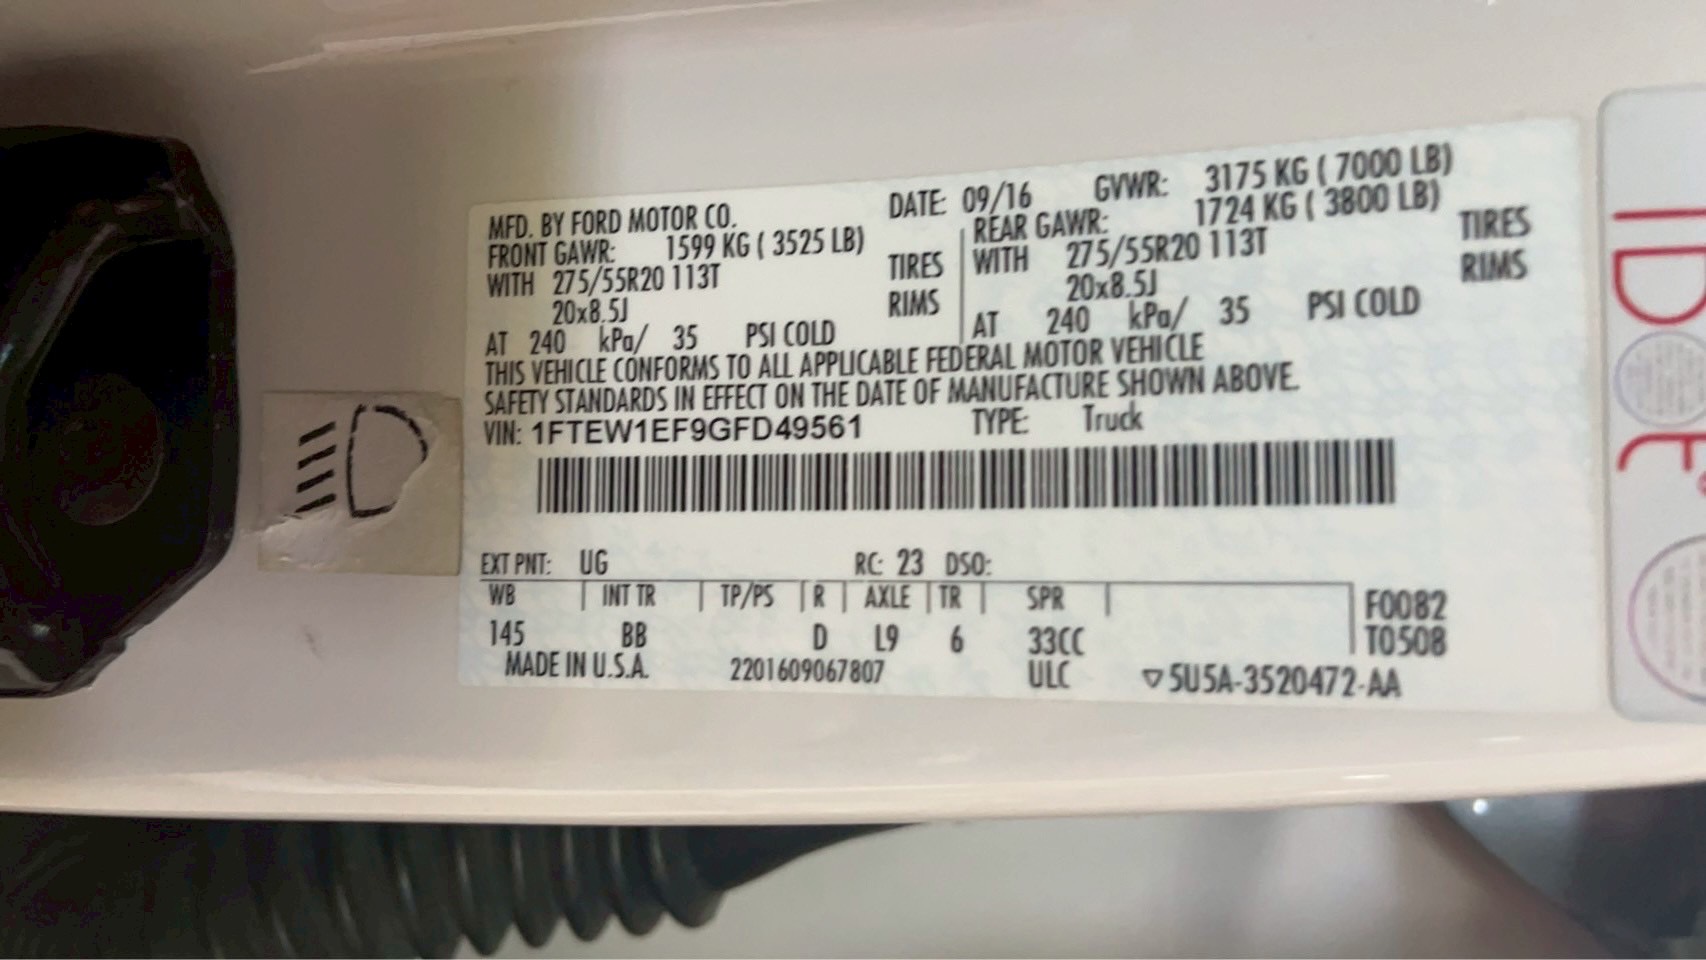 MFD. BY FORD MOTOR CO. DATE: 09/16 GVWR: 3175 KG ( 7000 LB)
FRONT GAWR: 1599 KG ( 3525 LB)
WITH 275/55R20 113T TIRES
20x8.5J RIMS
AT 240 kPa/ 35 PSI COLD
REAR GAWR: 1724 KG ( 3800 LB)
WITH 275/55R20 113T TIRES
20x8.5J RIMS
AT 240 kPa/ 35 PSI COLD
THIS VEHICLE CONFORMS TO ALL APPLICABLE FEDERAL MOTOR VEHICLE
SAFETY STANDARDS IN EFFECT ON THE DATE OF MANUFACTURE SHOWN ABOVE.
VIN: 1FTEW1EF9GFD49561 TYPE: Truck
EXT PNT: UG RC: 23 DSO:
WB INT TR TP/PS R AXLE TR SPR F0082
145 BB D L9 6 33CC T0508
MADE IN U.S.A. 2201609067807 ULC ▽5U5A-3520472-AA